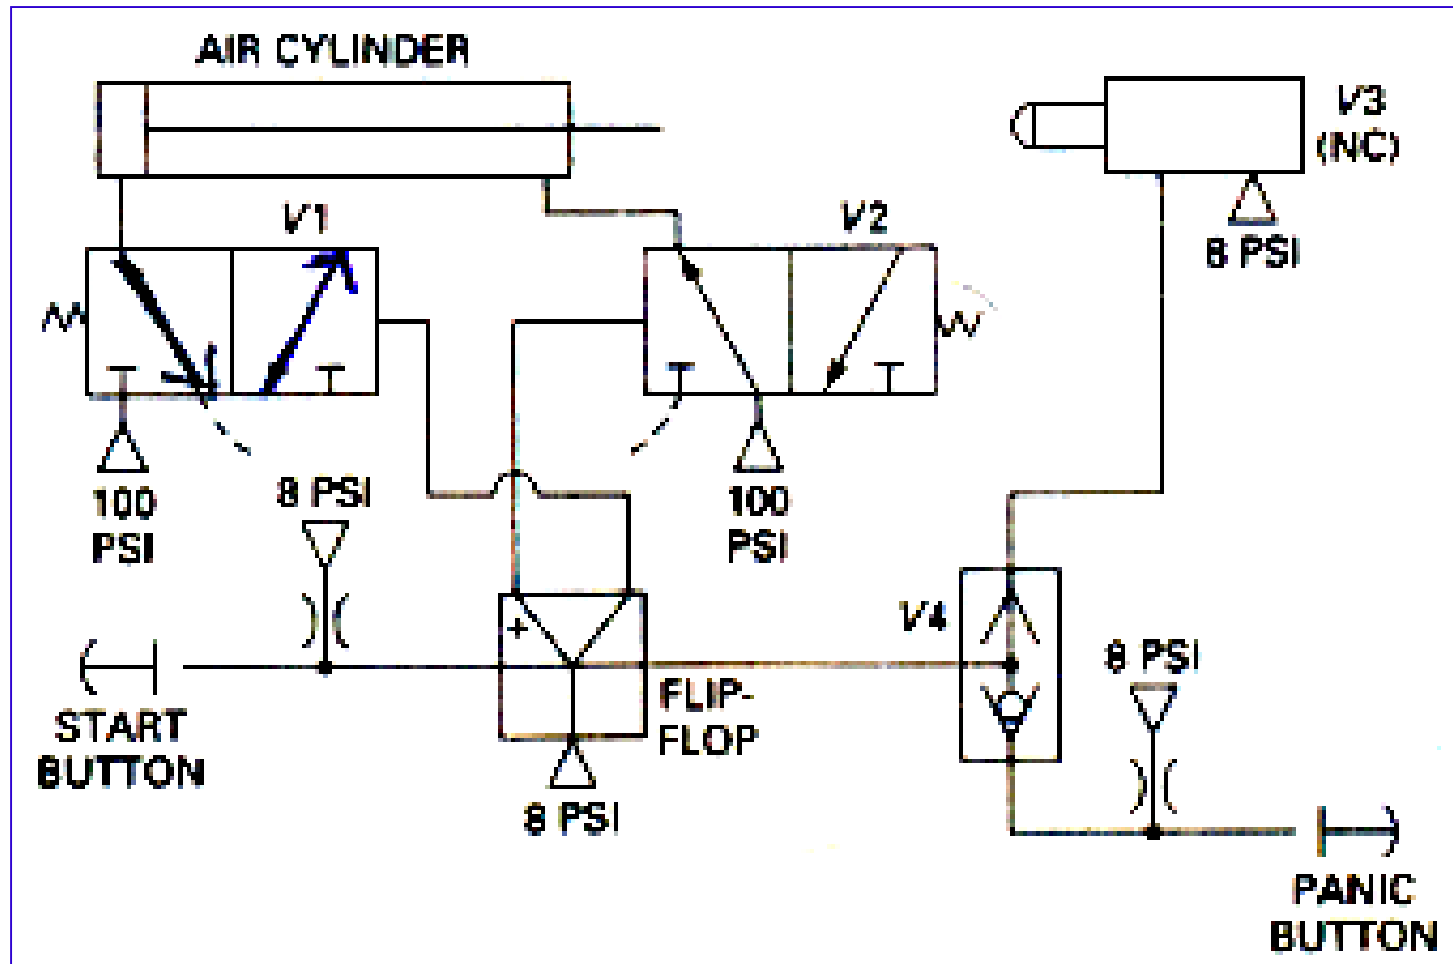 AIR CYLINDER
V3
(NC)
V1
V2
8 PSI
100
PSI
8 PSI
100
PSI
V4
+
8 PSI
START
BUTTON
FLIP-
FLOP
8 PSI
PANIC
BUTTON